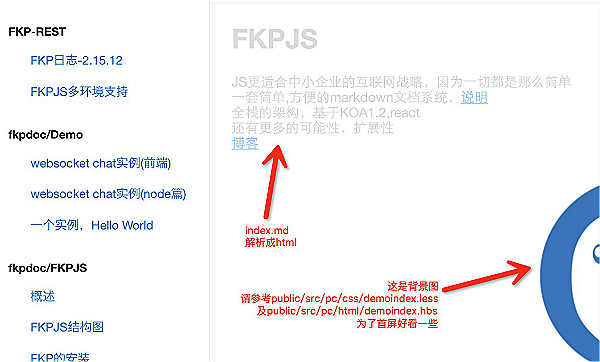 FKP-REST
FKP日志-2.15.12
FKPJS多环境支持
fkpdoc/Demo
websocket chat实例(前端)
websocket chat实例(node篇)
一个实例，Hello World
fkpdoc/FKPJS
概述
FKPJS结构图
FKP的安装
FKPJS
JS更适合中小企业的互联网战略，因为一切都是那么简单
一套简单,方便的markdown文档系统，说明
全栈的架构，基于KOA1.2,react
还有更多的可能性，扩展性
博客
index.md
解析成html
这是背景图
请参考public/src/pc/css/demoindex.less
及public/src/pc/html/demoindex.hbs
为了首屏好看一些